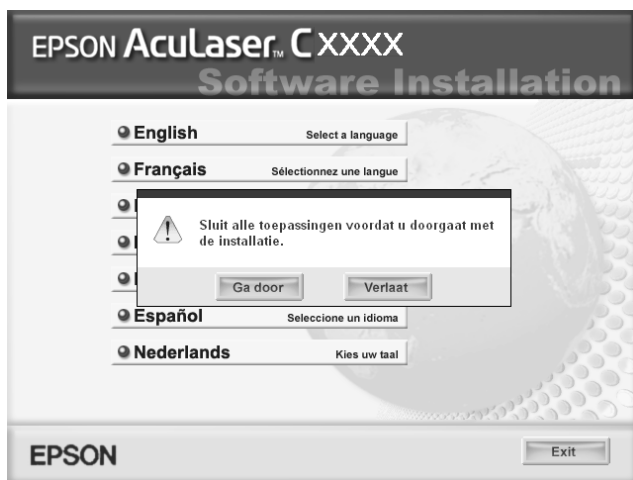 EPSON AcuLaser™ C XXXX
Software Installation
English Select a language
Français Sélectionnez une langue
Sluit alle toepassingen voordat u doorgaat met
de installatie.
Ga door Verlaat
Español Seleccione un idioma
Nederlands Kies uw taal
EPSON Exit